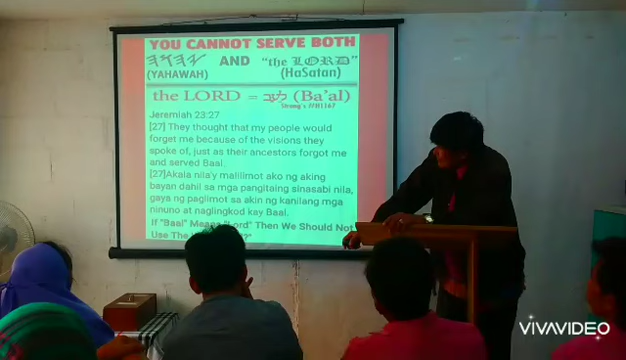 YOU CANNOT SERVE BOTH
𐤉𐤄𐤅𐤄 AND "the LORD"
(YAHAWAH) (HaSatan)
the LORD = בעל (Ba'al)
Strong's #H1167
Jeremiah 23:27
[27] They thought that my people would
forget me because of the visions they
spoke of, just as their ancestors forgot me
and served Baal.
[27]Akala nila'y malilimot ako ng aking
bayan dahil sa mga pangitaing sinasabi nila,
gaya ng paglimot sa akin ng kanilang mga
ninuno at naglingkod kay Baal.
If "Baal" Means "Lord" Then We Should Not
Use The
VIVAVIDEO